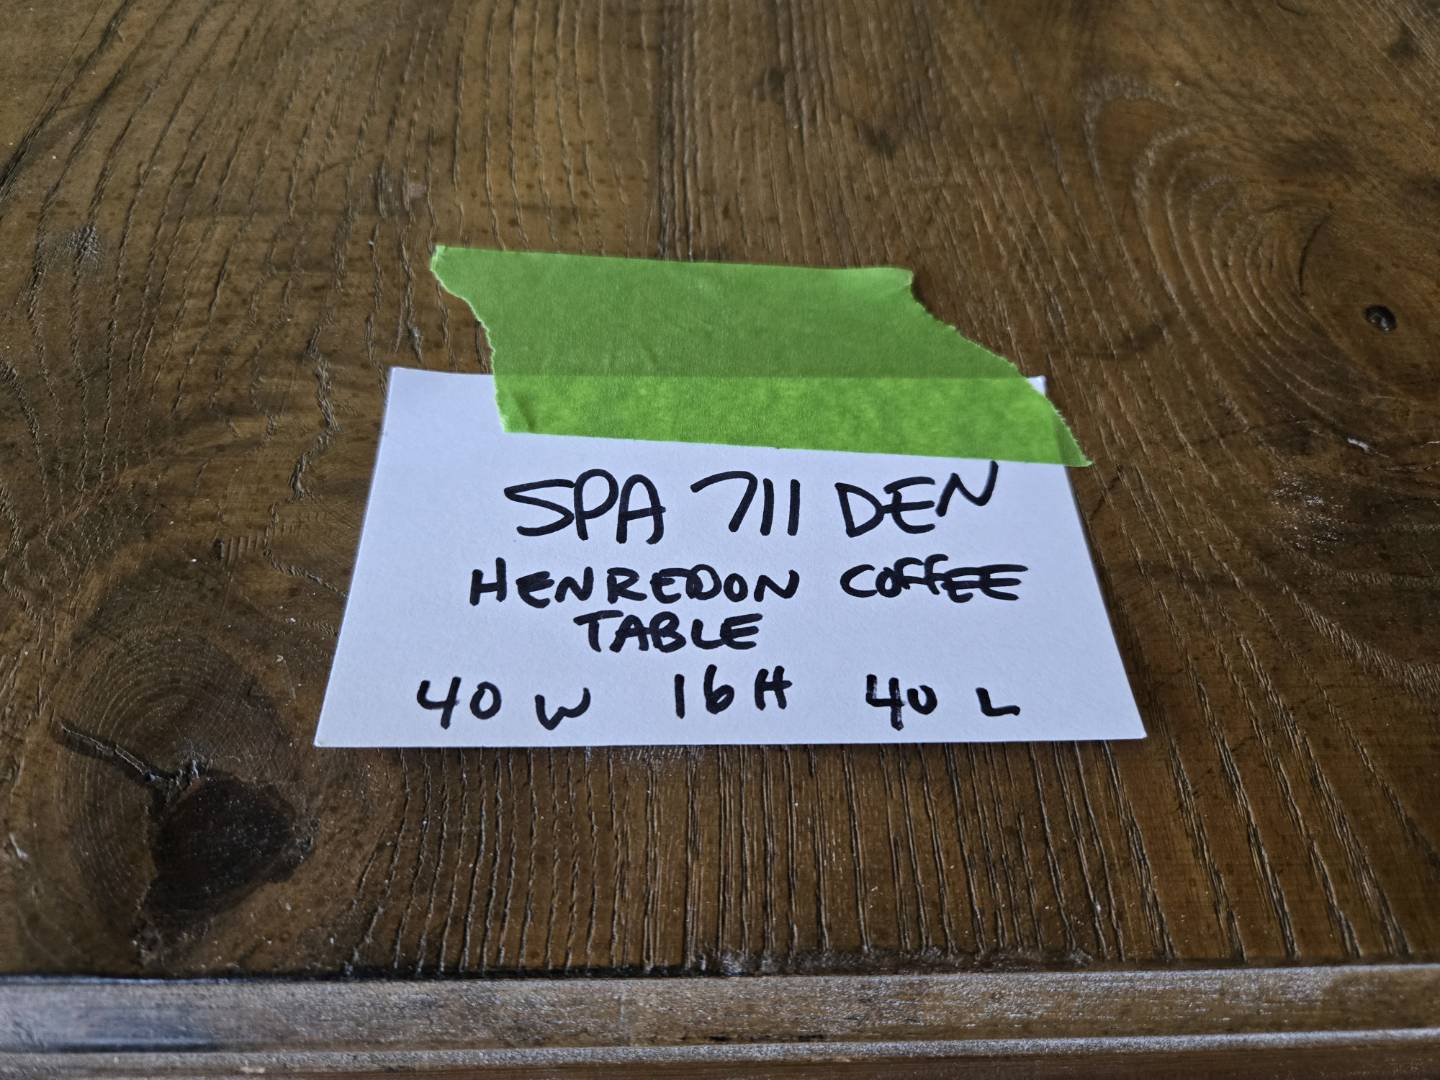 SPA 711 DEN
HENREDON COFFEE
TABLE
40 W 16 H 40 L